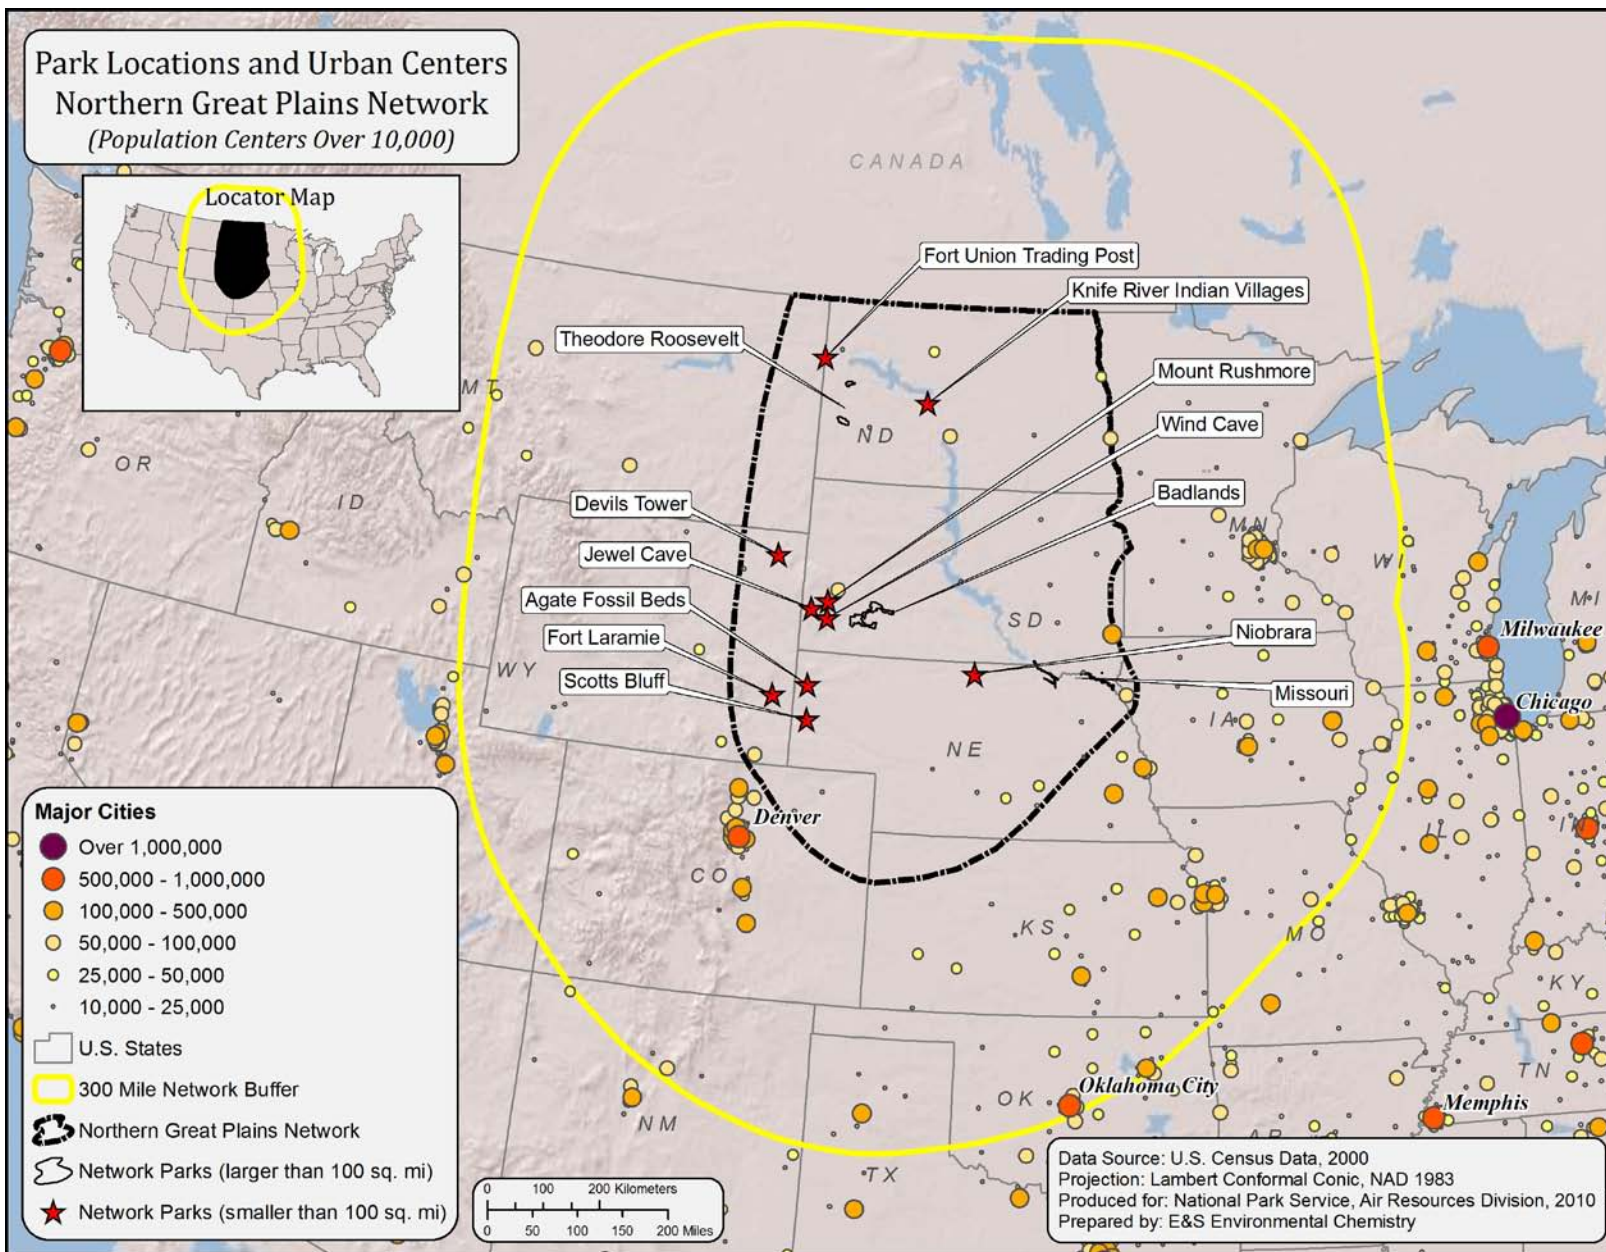 Park Locations and Urban Centers
Northern Great Plains Network
(Population Centers Over 10,000)
Locator Map
CANADA
Fort Union Trading Post
Knife River Indian Villages
Theodore Roosevelt
Mount Rushmore
MT
Wind Cave
ND
OR
Badlands
Devils Tower
ID
MN
Jewel Cave
WI
Agate Fossil Beds
MI
SD
Fort Laramie
Niobrara
Milwaukee
WY
Scotts Bluff
Missouri
Chicago
IA
NE
Major Cities
Denver
Over 1,000,000
IL
IN
500,000 - 1,000,000
CO
100,000 - 500,000
50,000 - 100,000
KS
MO
25,000 - 50,000
KY
10,000 - 25,000
U.S. States
TN
300 Mile Network Buffer
Oklahoma City
OK
Memphis
NM
AR
Northern Great Plains Network
Network Parks (larger than 100 sq. mi)
TX
Network Parks (smaller than 100 sq. mi)
0 100 200 Kilometers
0 50 100 150 200 Miles
Data Source: U.S. Census Data, 2000
Projection: Lambert Conformal Conic, NAD 1983
Produced for: National Park Service, Air Resources Division, 2010
Prepared by: E&S Environmental Chemistry